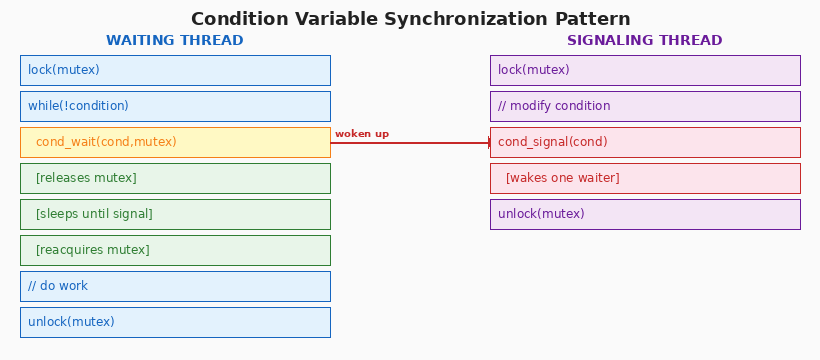 Condition Variable Synchronization Pattern
WAITING THREAD
lock(mutex)
while(!condition)
cond_wait(cond,mutex)
[releases mutex]
[sleeps until signal]
[reacquires mutex]
// do work
unlock(mutex)
woken up
SIGNALING THREAD
lock(mutex)
// modify condition
cond_signal(cond)
[wakes one waiter]
unlock(mutex)